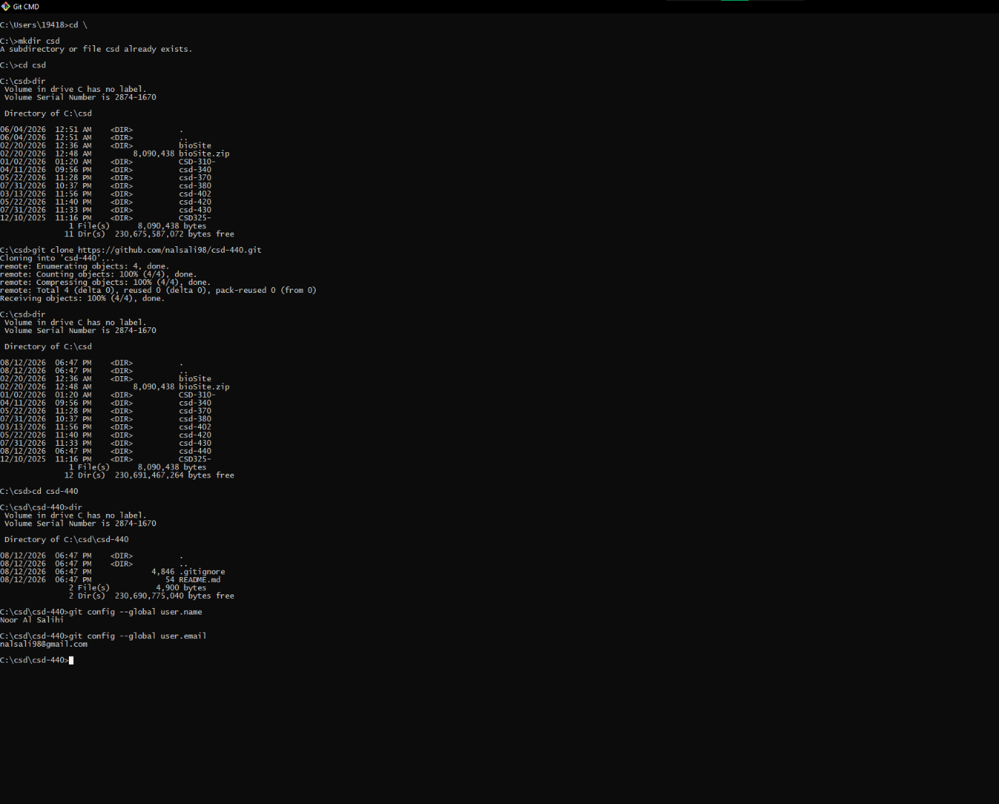 Git CMD
C:\Users\19418>cd \
C:\>mkdir csd
A subdirectory or file csd already exists.
C:\>cd csd
C:\csd>dir
 Volume in drive C has no label.
 Volume Serial Number is 2874-1670
 Directory of C:\csd
06/04/2026  12:51 AM    <DIR>          .
06/04/2026  12:51 AM    <DIR>          ..
02/20/2026  12:36 AM    <DIR>          bioSite
02/20/2026  12:48 AM         8,090,438 bioSite.zip
01/02/2026  01:20 AM    <DIR>          CSD-310-
04/11/2026  09:56 PM    <DIR>          csd-340
05/22/2026  11:28 PM    <DIR>          csd-370
07/31/2026  10:37 PM    <DIR>          csd-380
03/13/2026  11:56 PM    <DIR>          csd-402
05/22/2026  11:40 PM    <DIR>          csd-420
07/31/2026  11:33 PM    <DIR>          csd-430
12/10/2025  11:16 PM    <DIR>          CSD325-
               1 File(s)      8,090,438 bytes
              11 Dir(s)  230,675,587,072 bytes free
C:\csd>git clone https://github.com/nalsali98/csd-440.git
Cloning into 'csd-440'...
remote: Enumerating objects: 4, done.
remote: Counting objects: 100% (4/4), done.
remote: Compressing objects: 100% (4/4), done.
remote: Total 4 (delta 0), reused 0 (delta 0), pack-reused 0 (from 0)
Receiving objects: 100% (4/4), done.
C:\csd>dir
 Volume in drive C has no label.
 Volume Serial Number is 2874-1670
 Directory of C:\csd
08/12/2026  06:47 PM    <DIR>          .
08/12/2026  06:47 PM    <DIR>          ..
02/20/2026  12:36 AM    <DIR>          bioSite
02/20/2026  12:48 AM         8,090,438 bioSite.zip
01/02/2026  01:20 AM    <DIR>          CSD-310-
04/11/2026  09:56 PM    <DIR>          csd-340
05/22/2026  11:28 PM    <DIR>          csd-370
07/31/2026  10:37 PM    <DIR>          csd-380
03/13/2026  11:56 PM    <DIR>          csd-402
05/22/2026  11:40 PM    <DIR>          csd-420
07/31/2026  11:33 PM    <DIR>          csd-430
08/12/2026  06:47 PM    <DIR>          csd-440
12/10/2025  11:16 PM    <DIR>          CSD325-
               1 File(s)      8,090,438 bytes
              12 Dir(s)  230,691,467,264 bytes free
C:\csd>cd csd-440
C:\csd\csd-440>dir
 Volume in drive C has no label.
 Volume Serial Number is 2874-1670
 Directory of C:\csd\csd-440
08/12/2026  06:47 PM    <DIR>          .
08/12/2026  06:47 PM    <DIR>          ..
08/12/2026  06:47 PM             4,846 .gitignore
08/12/2026  06:47 PM                54 README.md
               2 File(s)          4,900 bytes
               2 Dir(s)  230,690,775,040 bytes free
C:\csd\csd-440>git config --global user.name
Noor Al Salihi
C:\csd\csd-440>git config --global user.email
nalsali98@gmail.com
C:\csd\csd-440>